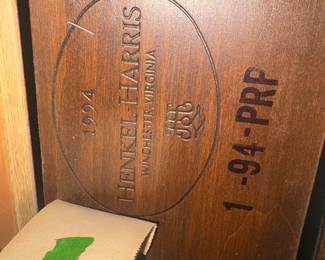 1994
HENKEL-HARRIS
WINCHESTER, VIRGINIA
1-94-PRP